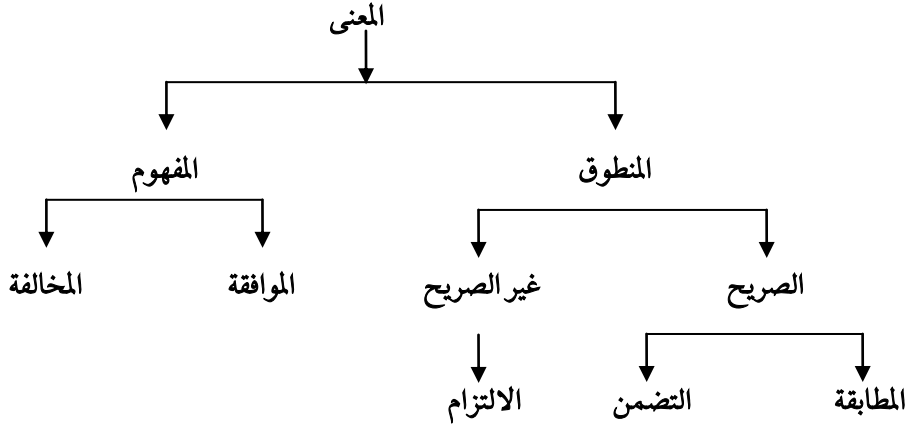 المعنى
المنطوق المفهوم
الصريح غير الصريح الموافقة المخالفة
المطابقة التضمن الالتزام